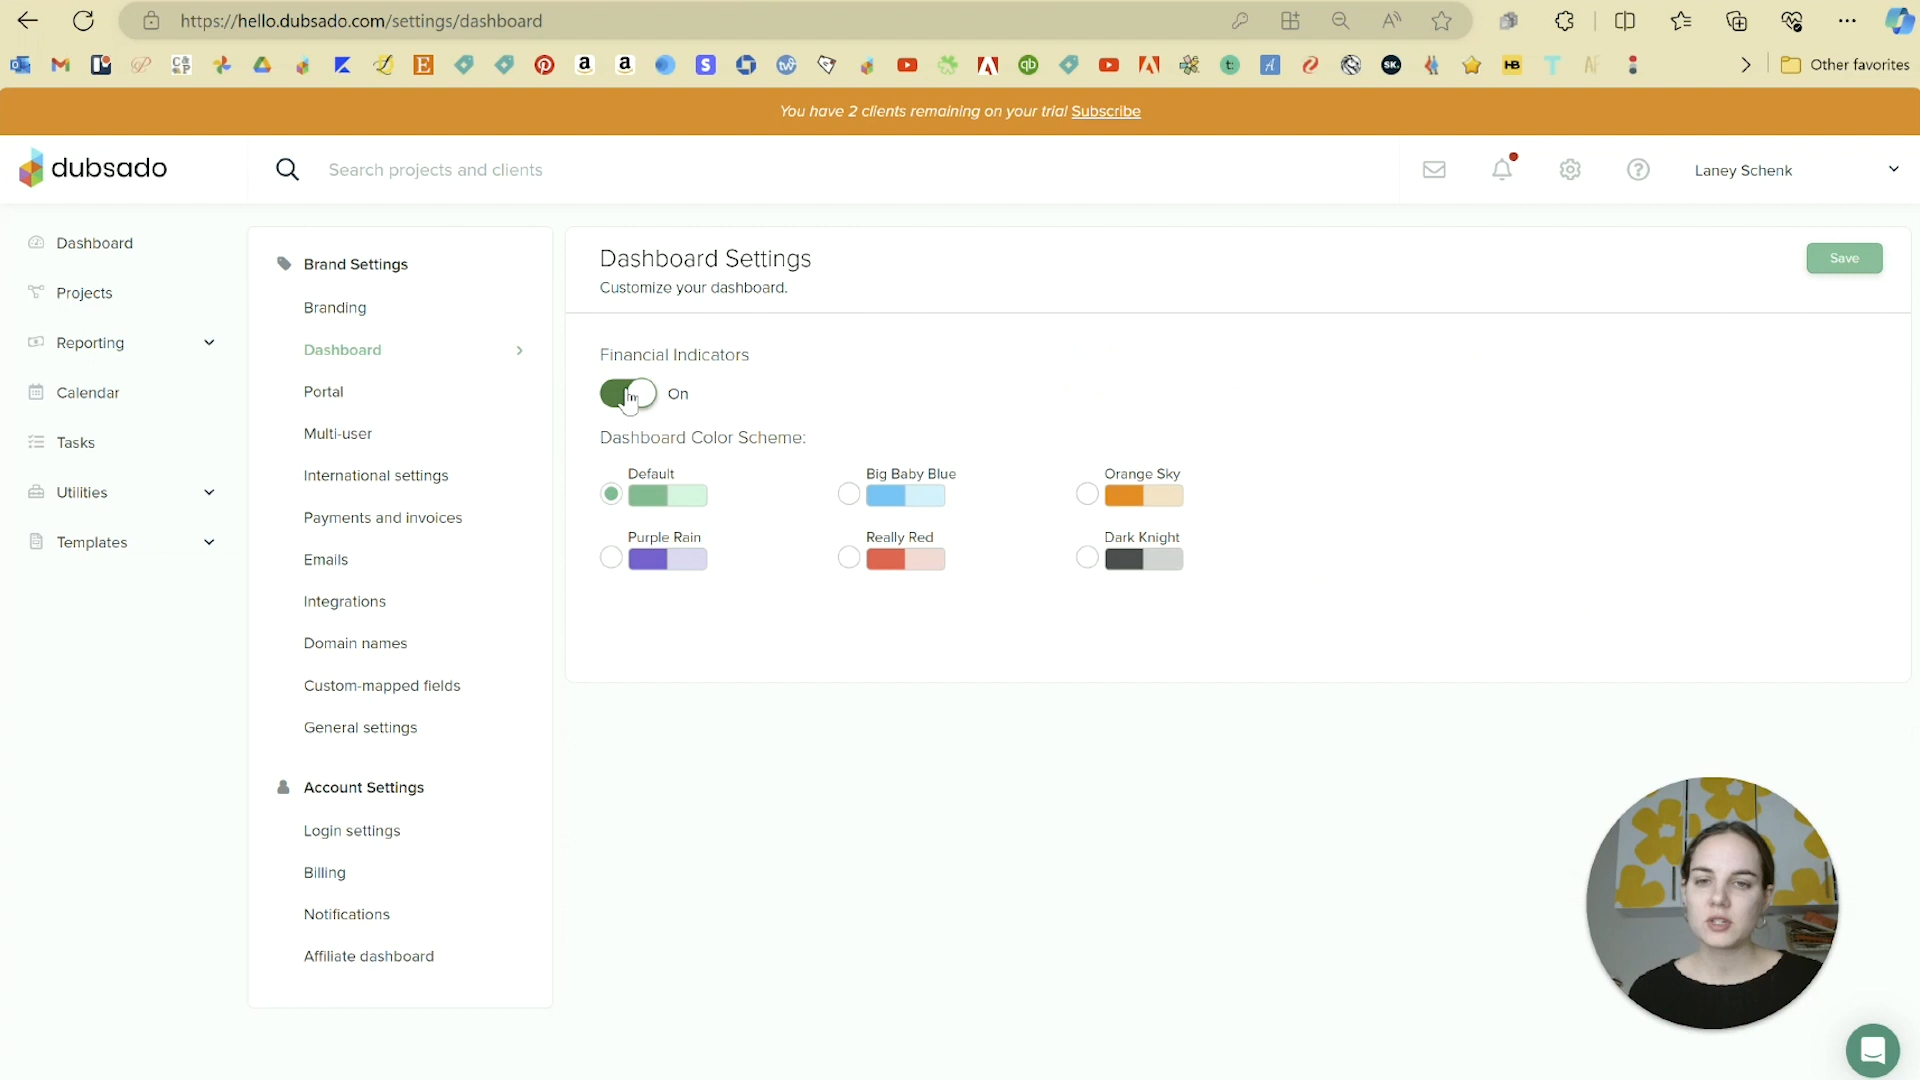 https://hello.dubsado.com/settings/dashboard
Other favorites
You have 2 clients remaining on your trial Subscribe
dubsado
Search projects and clients
Laney Schenk
Dashboard
Projects
Reporting
Calendar
Tasks
Utilities
Templates
Brand Settings
Branding
Dashboard
Portal
Multi-user
International settings
Payments and invoices
Emails
Integrations
Domain names
Custom-mapped fields
General settings
Account Settings
Login settings
Billing
Notifications
Affiliate dashboard
Dashboard Settings
Customize your dashboard.
Save
Financial Indicators
On
Dashboard Color Scheme:
Default
Big Baby Blue
Orange Sky
Purple Rain
Really Red
Dark Knight